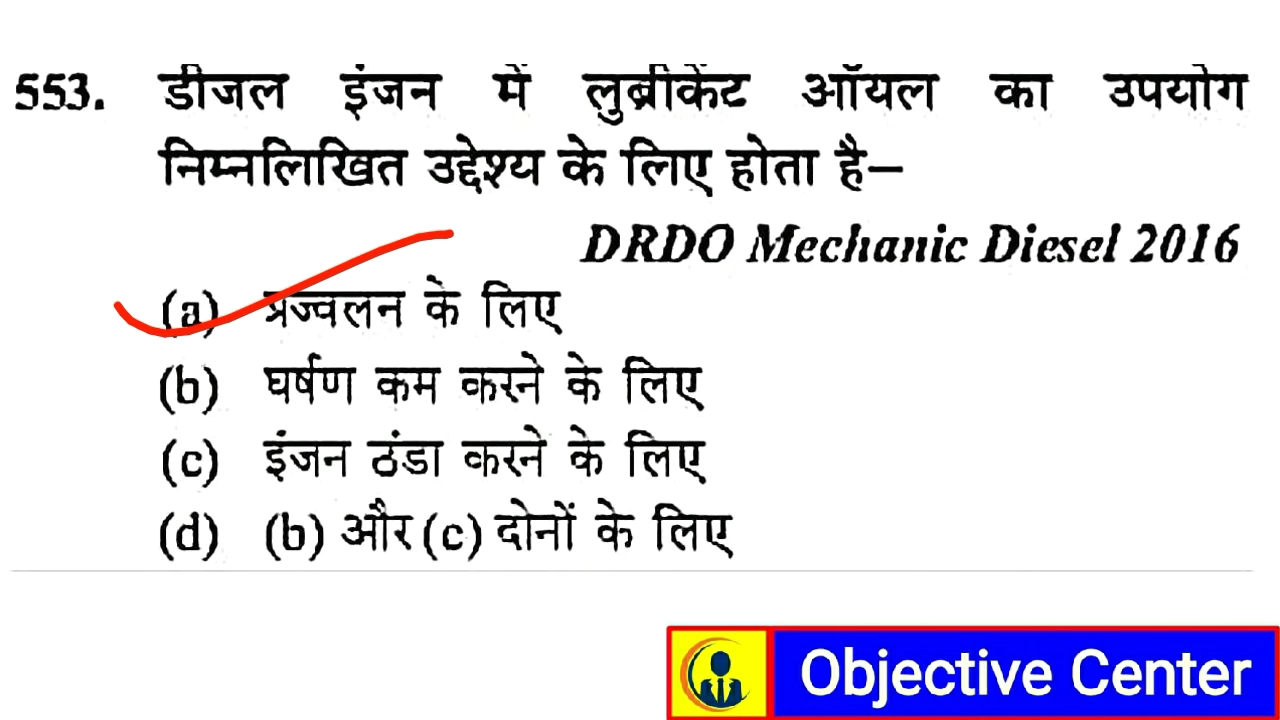 553. डीजल इंजन में लुब्रीकेंट ऑयल का उपयोग
निम्नलिखित उद्देश्य के लिए होता है–
DRDO Mechanic Diesel 2016
(a) प्रज्वलन के लिए
(b) घर्षण कम करने के लिए
(c) इंजन ठंडा करने के लिए
(d) (b) और (c) दोनों के लिए
Objective Center